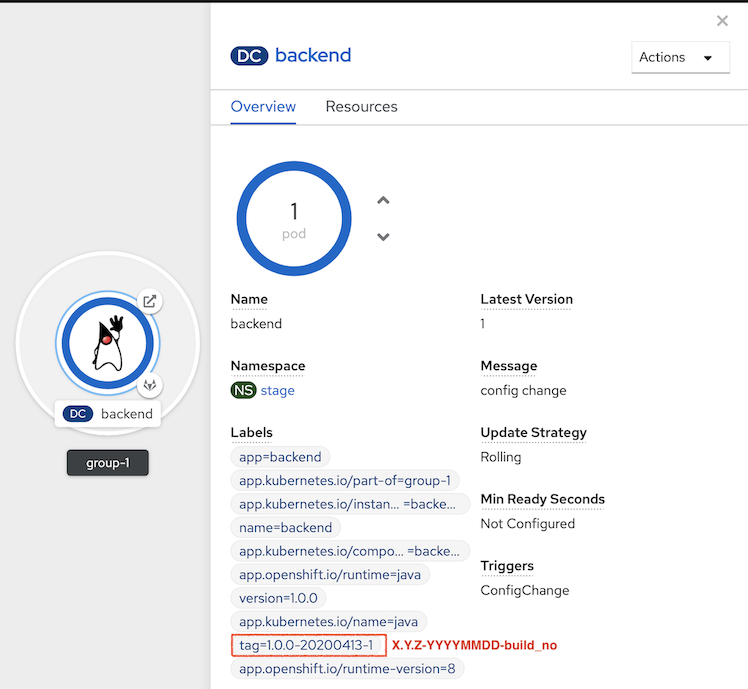 DC backend
Actions
Overview
Resources
1
pod
Name
backend
Latest Version
1
Namespace
NS stage
Message
config change
Labels
app=backend
app.kubernetes.io/part-of=group-1
app.kubernetes.io/instan... =backe...
name=backend
app.kubernetes.io/compo... =backe...
app.openshift.io/runtime=java
version=1.0.0
app.kubernetes.io/name=java
tag=1.0.0-20200413-1 X.Y.Z-YYYYMMDD-build_no
app.openshift.io/runtime-version=8
Update Strategy
Rolling
Min Ready Seconds
Not Configured
Triggers
ConfigChange
DC backend
group-1